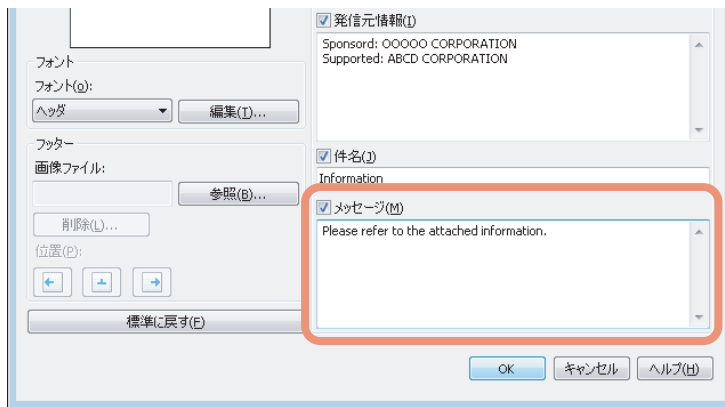 フォント
フォント(o):
ヘッダ
編集(T)...
フッター
画像ファイル:
参照(B)...
削除(L)...
位置(P):
標準に戻す(F)
発信元情報(I)
Sponsord: OOOOO CORPORATION
Supported: ABCD CORPORATION
件名(J)
Information
メッセージ(M)
Please refer to the attached information.
OK
キャンセル
ヘルプ(H)